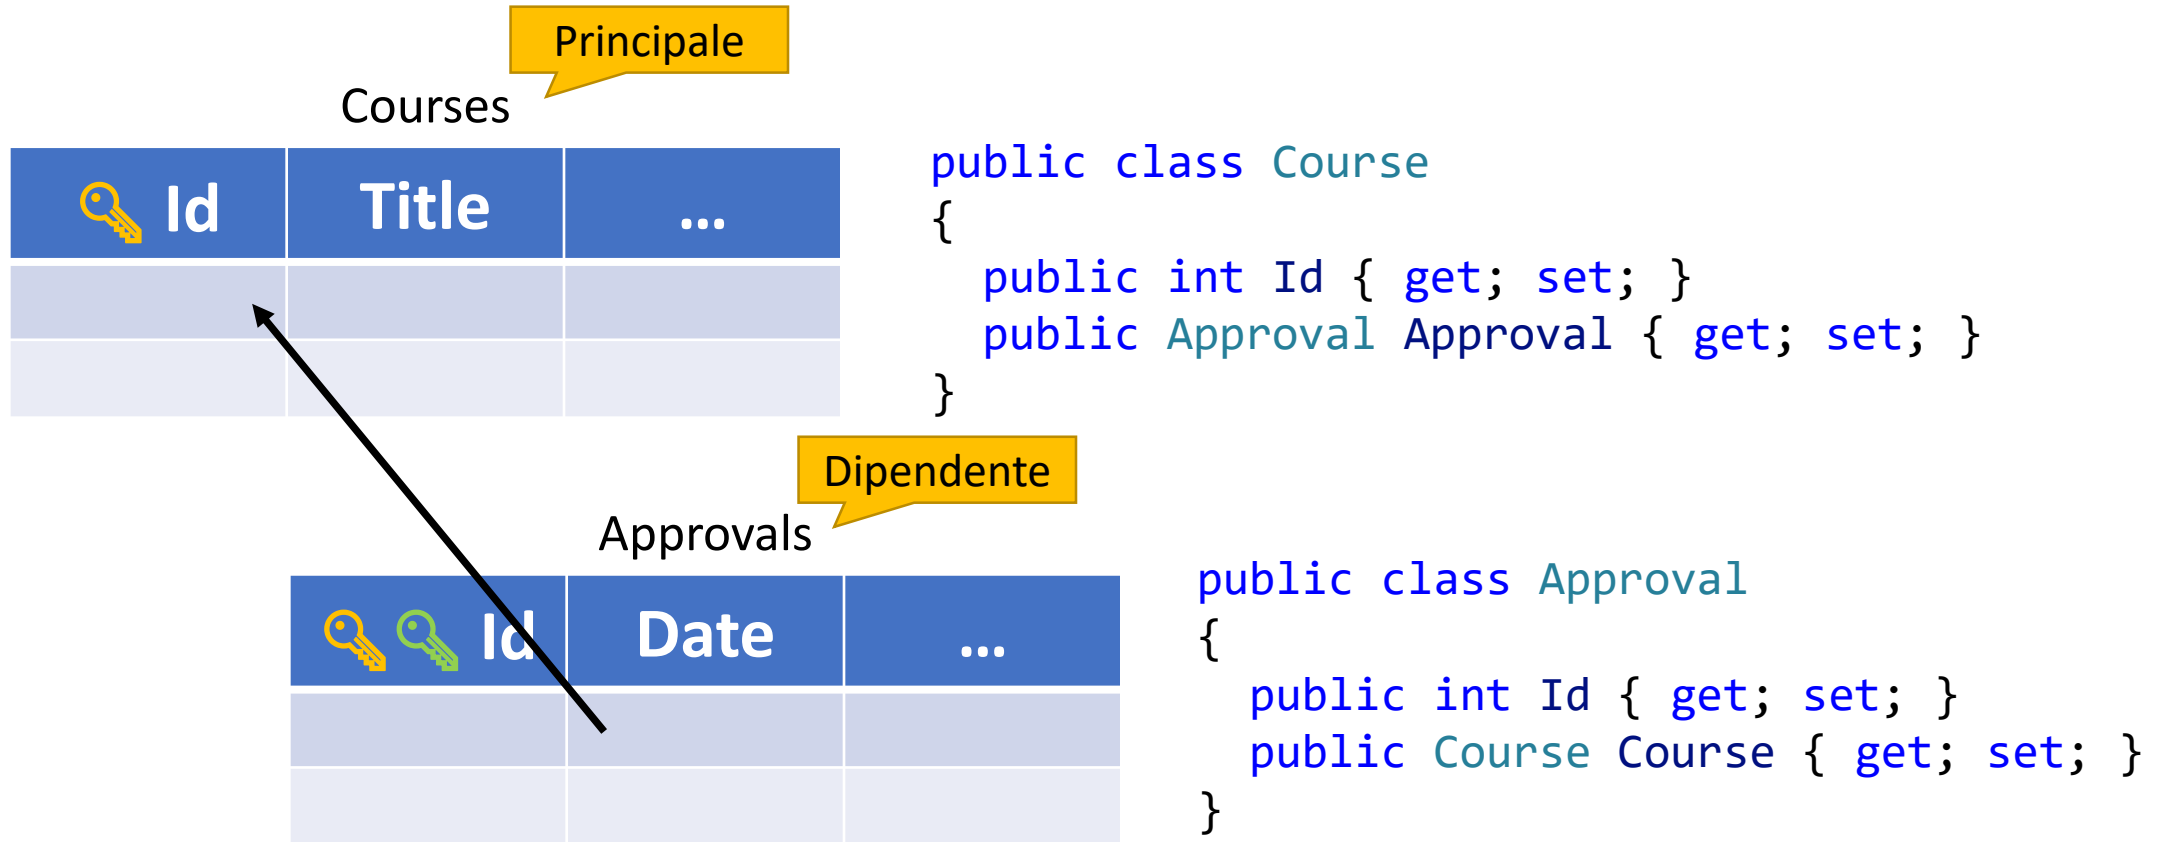 Principale
Courses
Id Title ...
public class Course
{
public int Id { get; set; }
public Approval Approval { get; set; }
}
Dipendente
Approvals
Id Date ...
public class Approval
{
public int Id { get; set; }
public Course Course { get; set; }
}